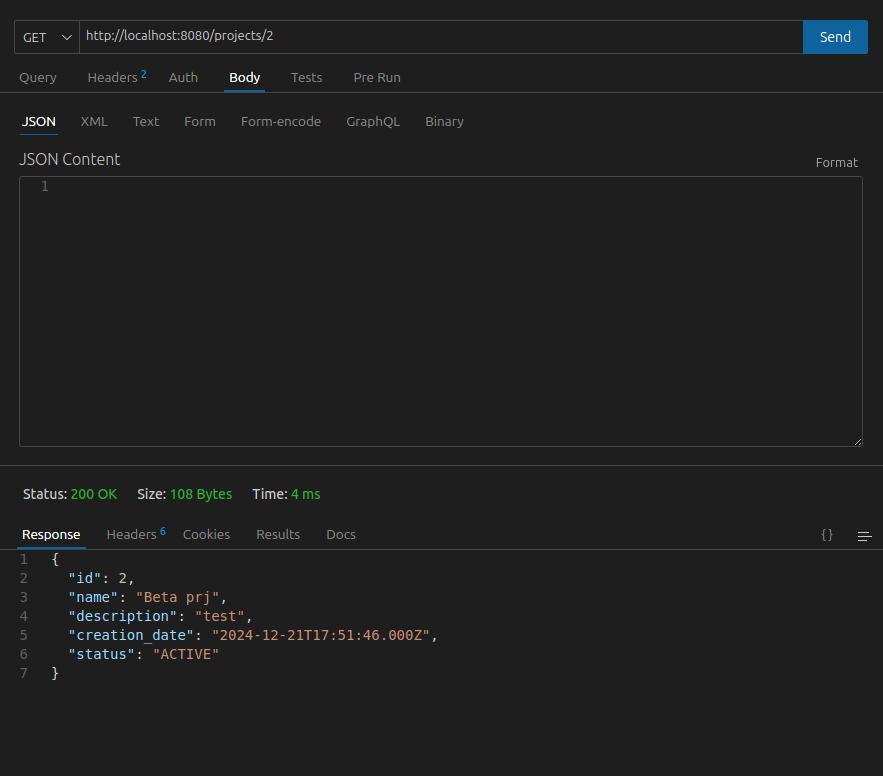 GET http://localhost:8080/projects/2 Send
Query Headers 2 Auth Body Tests Pre Run
JSON XML Text Form Form-encode GraphQL Binary
JSON Content Format
1
Status: 200 OK Size: 108 Bytes Time: 4 ms
Response Headers 6 Cookies Results Docs {}
1 {
2 "id": 2,
3 "name": "Beta prj",
4 "description": "test",
5 "creation_date": "2024-12-21T17:51:46.000Z",
6 "status": "ACTIVE"
7 }